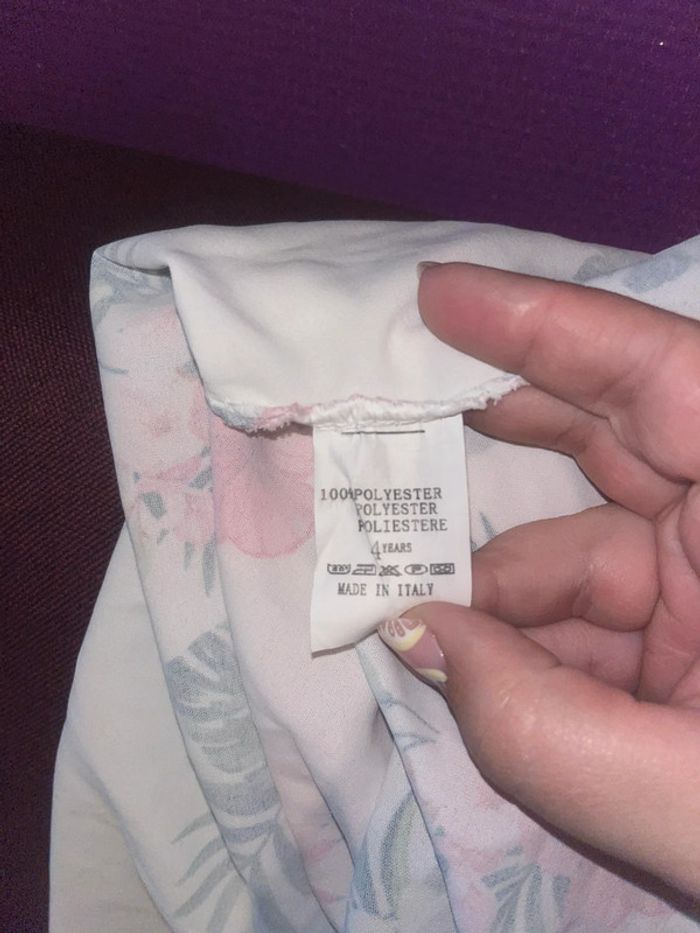 100%POLYESTER
POLYESTER
POLIESTERE
4 YEARS
MADE IN ITALY